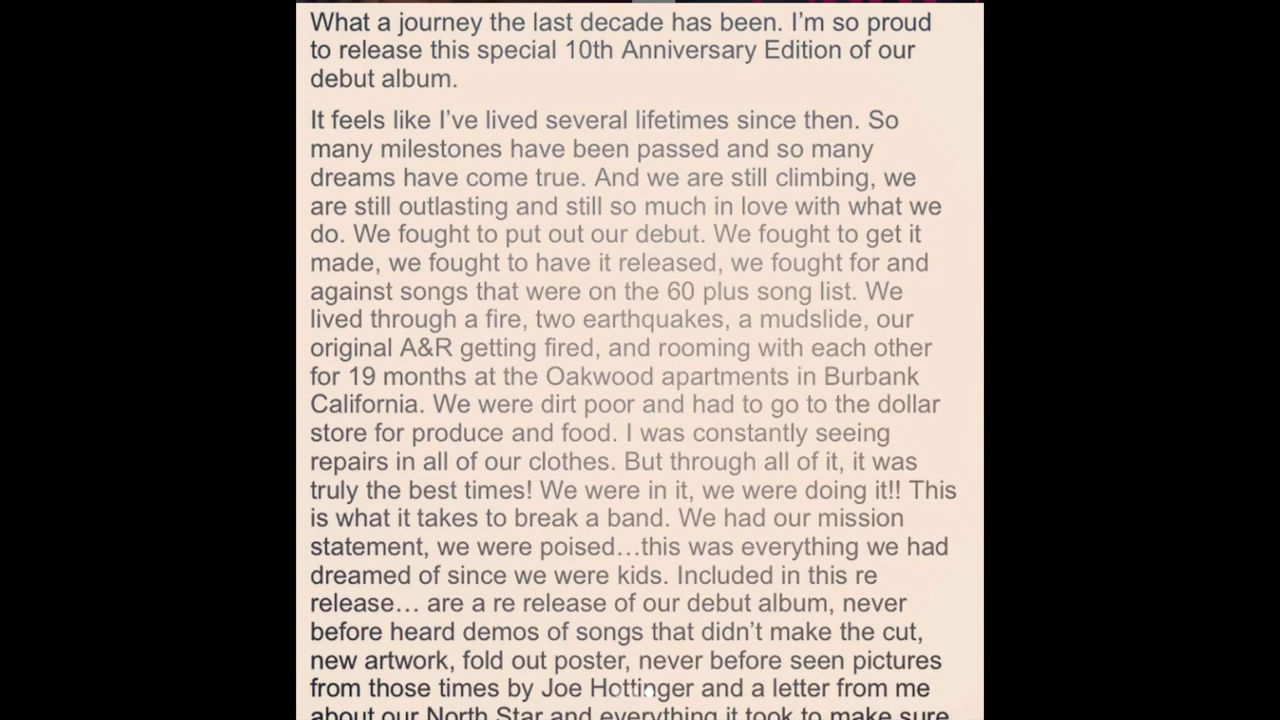 What a journey the last decade has been. I’m so proud
to release this special 10th Anniversary Edition of our
debut album.
It feels like I’ve lived several lifetimes since then. So
many milestones have been passed and so many
dreams have come true. And we are still climbing, we
are still outlasting and still so much in love with what we
do. We fought to put out our debut. We fought to get it
made, we fought to have it released, we fought for and
against songs that were on the 60 plus song list. We
lived through a fire, two earthquakes, a mudslide, our
original A&R getting fired, and rooming with each other
for 19 months at the Oakwood apartments in Burbank
California. We were dirt poor and had to go to the dollar
store for produce and food. I was constantly seeing
repairs in all of our clothes. But through all of it, it was
truly the best times! We were in it, we were doing it!! This
is what it takes to break a band. We had our mission
statement, we were poised…this was everything we had
dreamed of since we were kids. Included in this re
release… are a re release of our debut album, never
before heard demos of songs that didn’t make the cut,
new artwork, fold out poster, never before seen pictures
from those times by Joe Hottinger and a letter from me
about our North Star and everything it took to make sure